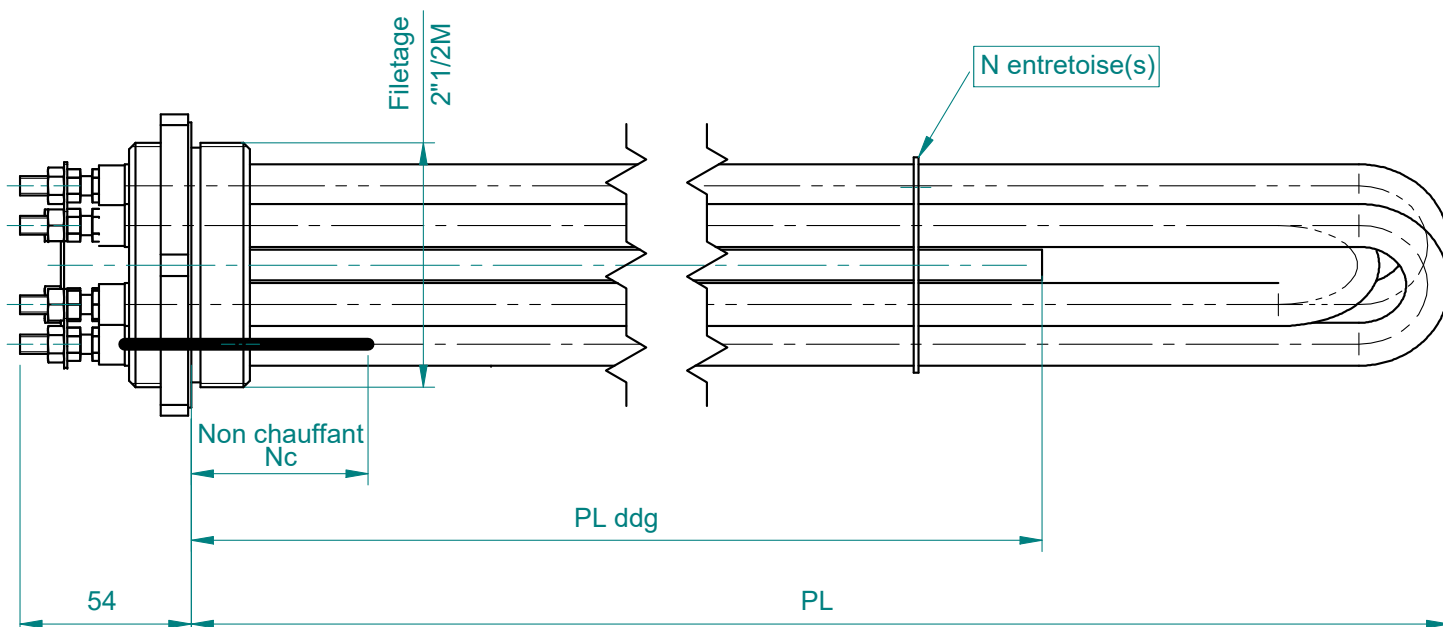 Filetage
2"1/2M
N entretoise(s)
Non chauffant
Nc
PL ddg
54
PL